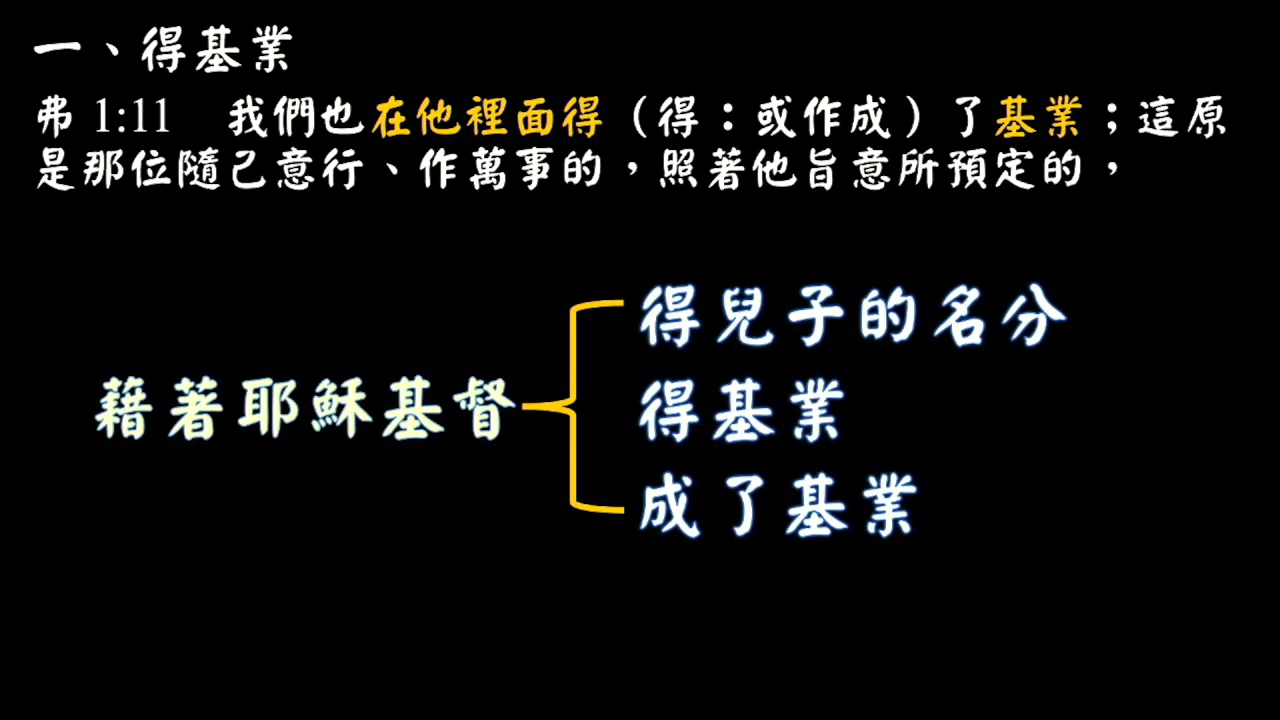 一、得基業
弗 1:11　我們也在他裡面得（得：或作成）了基業；這原
是那位隨己意行、作萬事的，照著他旨意所預定的，
得兒子的名分
藉著耶穌基督
得基業
成了基業